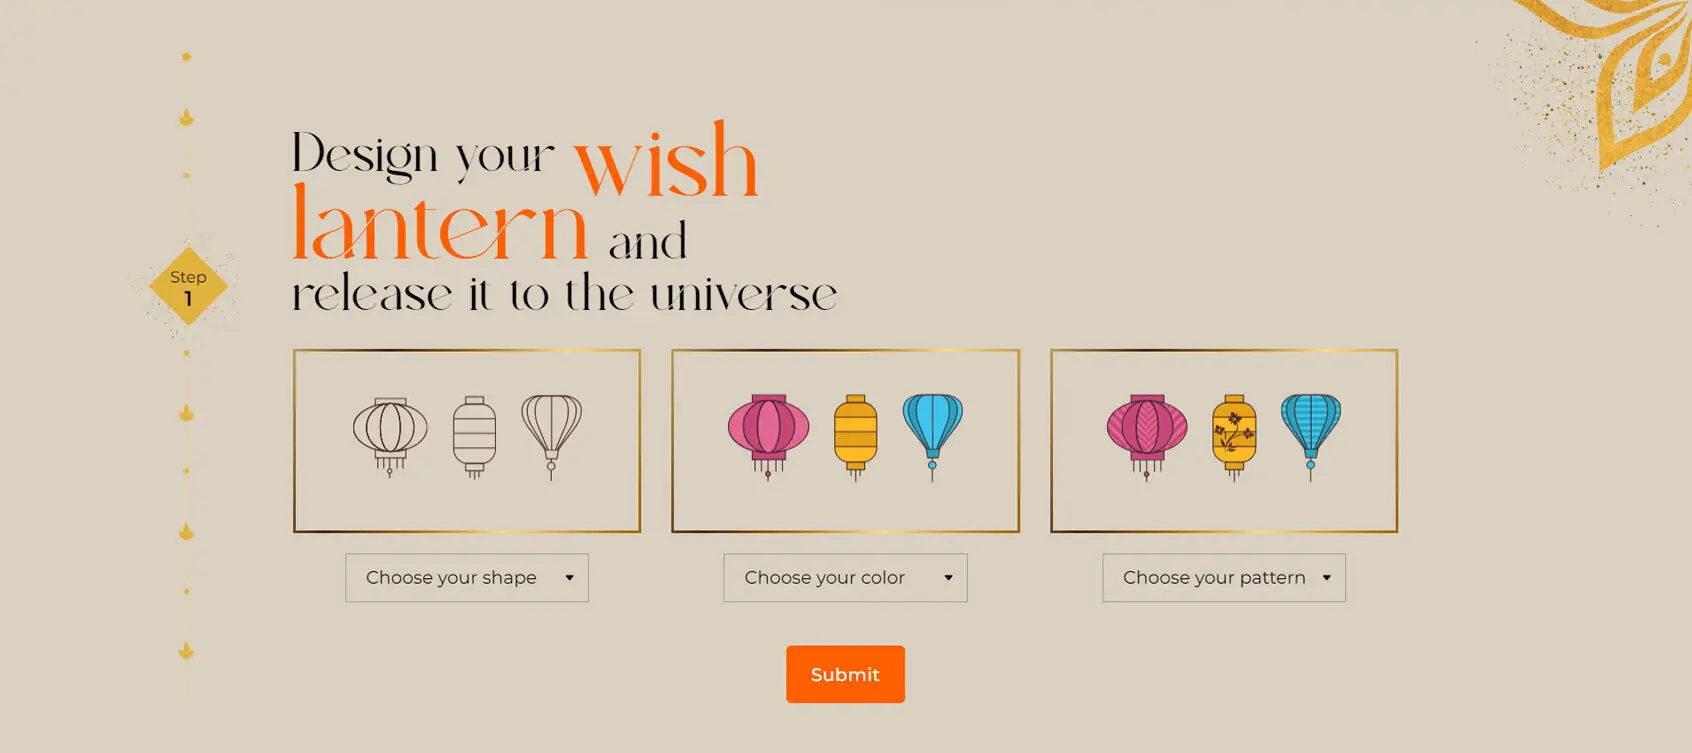 Design your wish
lantern and
release it to the universe
Step
1
Choose your shape
Choose your color
Choose your pattern
Submit